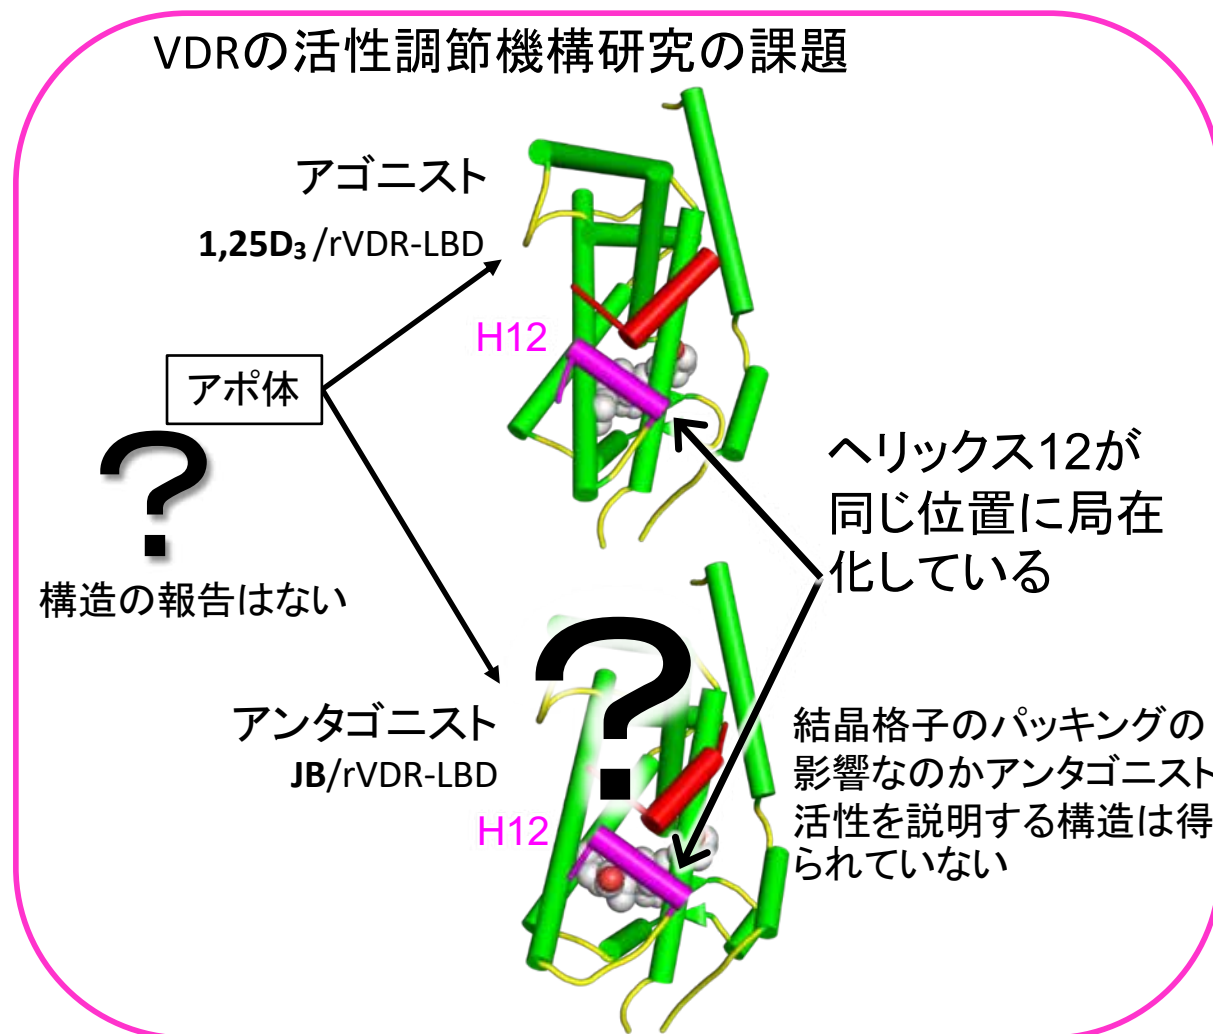 VDRの活性調節機構研究の課題
アゴニスト
1,25D₃ /rVDR-LBD
H12
アポ体
?
構造の報告はない
ヘリックス12が
同じ位置に局在
化している
?
アンタゴニスト
JB/rVDR-LBD
H12
結晶格子のパッキングの
影響なのかアンタゴニスト
活性を説明する構造は得
られていない